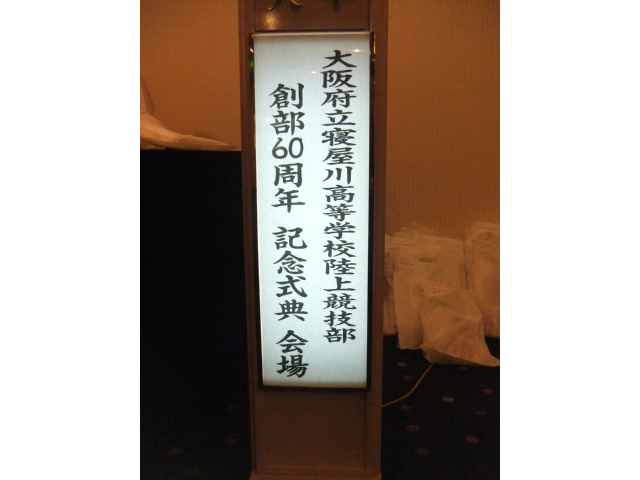 大阪府立寝屋川高等学校陸上競技部
創部60周年 記念式典 会場